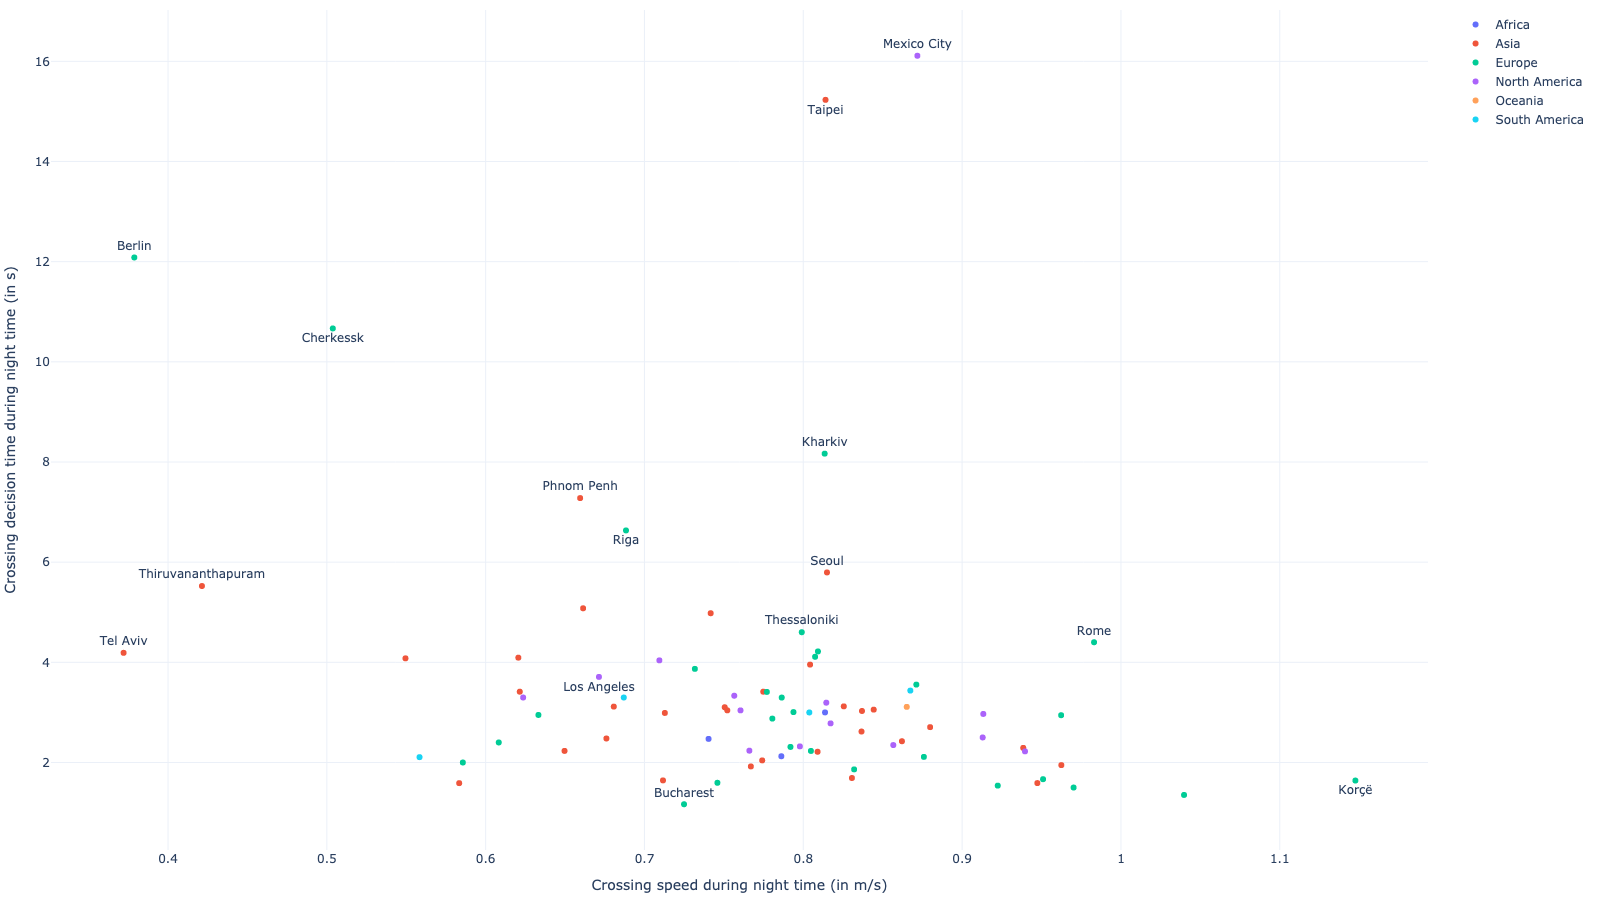 Mexico City
Taipei
Berlin
Cherkessk
Kharkiv
Phnom Penh
Riga
Seoul
Thiruvananthapuram
Thessaloniki
Rome
Tel Aviv
Los Angeles
Bucharest
Korçë
16
14
12
10
8
6
4
2
0.4
0.5
0.6
0.7
0.8
0.9
1
1.1
Crossing speed during night time (in m/s)
Crossing decision time during night time (in s)
Africa
Asia
Europe
North America
Oceania
South America